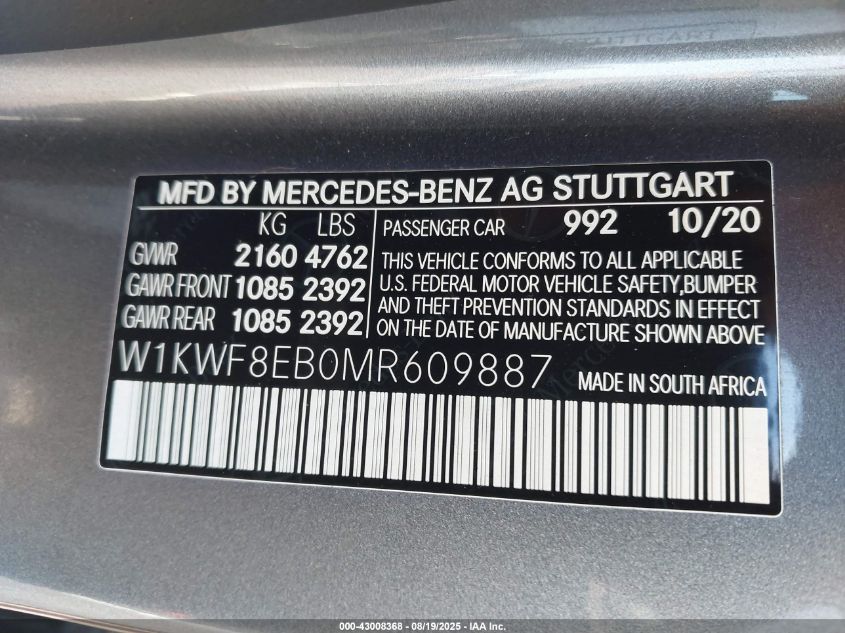 MFD BY MERCEDES-BENZ AG STUTTGART
KG LBS
GVWR 2160 4762
GAWR FRONT 1085 2392
GAWR REAR 1085 2392
PASSENGER CAR 992 10/20
THIS VEHICLE CONFORMS TO ALL APPLICABLE
U.S. FEDERAL MOTOR VEHICLE SAFETY,BUMPER
AND THEFT PREVENTION STANDARDS IN EFFECT
ON THE DATE OF MANUFACTURE SHOWN ABOVE
W1KWF8EB0MR609887
MADE IN SOUTH AFRICA
000-43008368 - 08/19/2025 - IAA Inc.